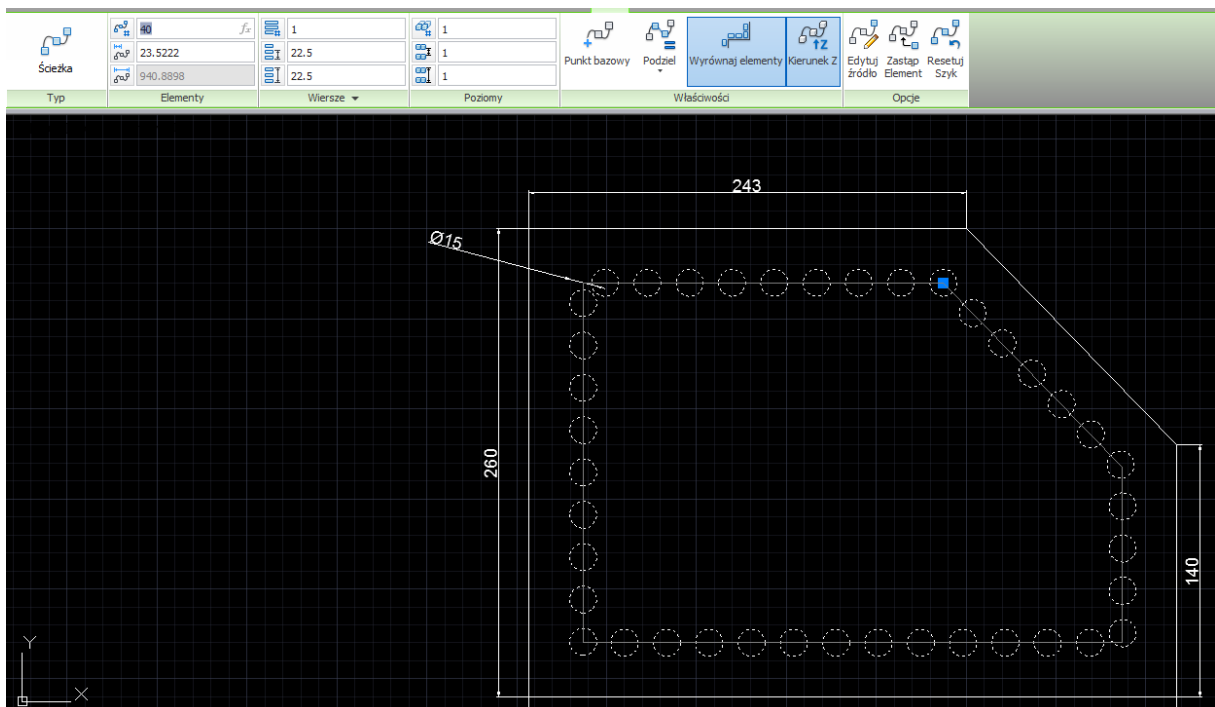 40 fx 1 1
Ścieżka 23.5222 22.5 1
940.8898 22.5 1
Punkt bazowy Podziel Wyrównaj elementy Kierunek Z Edytuj źródło Zastąp Element Resetuj Szyk
Typ Elementy Wiersze Poziomy Właściwości Opcje
243
Ø15
260
140
Y
X